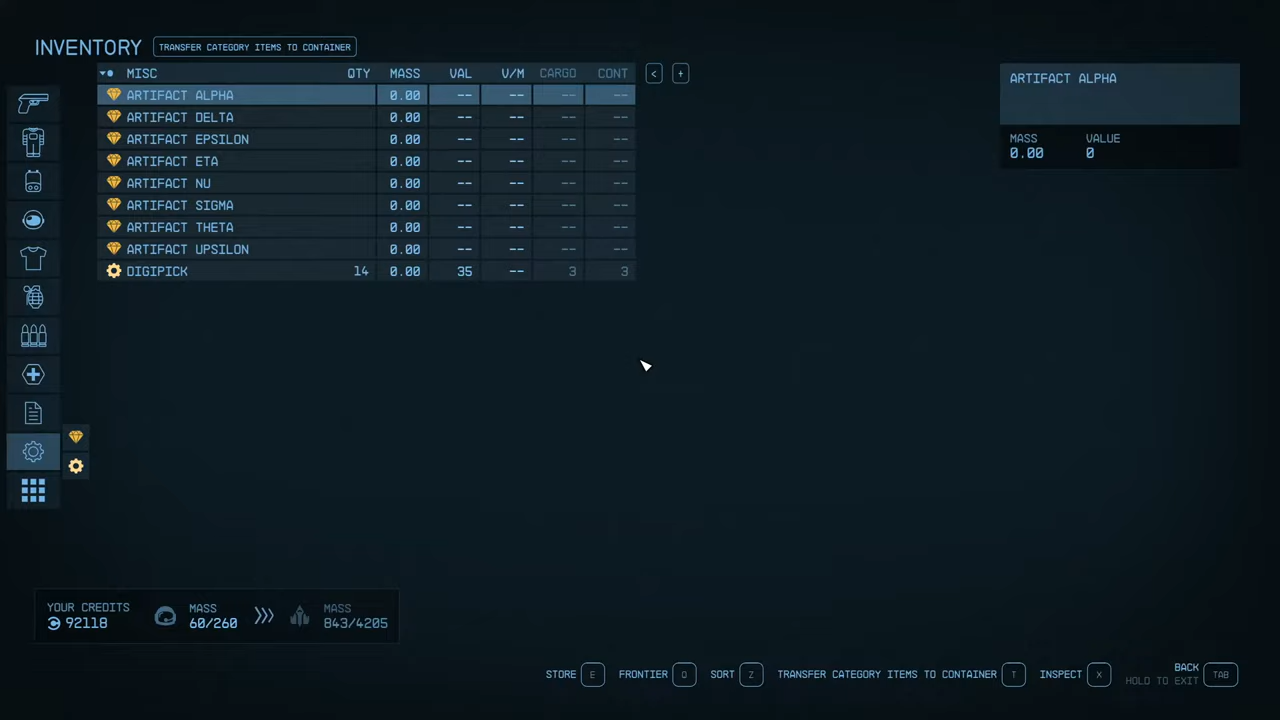 INVENTORY TRANSFER CATEGORY ITEMS TO CONTAINER
MISC QTY MASS VAL V/M CARGO CONT < +
ARTIFACT ALPHA 0.00 -- -- -- --
ARTIFACT DELTA 0.00 -- -- -- --
ARTIFACT EPSILON 0.00 -- -- -- --
ARTIFACT ETA 0.00 -- -- -- --
ARTIFACT NU 0.00 -- -- -- --
ARTIFACT SIGMA 0.00 -- -- -- --
ARTIFACT THETA 0.00 -- -- -- --
ARTIFACT UPSILON 0.00 -- -- -- --
DIGIPICK 14 0.00 35 -- 3 3
ARTIFACT ALPHA
MASS VALUE
0.00 0
YOUR CREDITS MASS MASS
92118 60/260 843/4205
STORE E FRONTIER Q SORT Z TRANSFER CATEGORY ITEMS TO CONTAINER T INSPECT X BACK TAB
HOLD TO EXIT